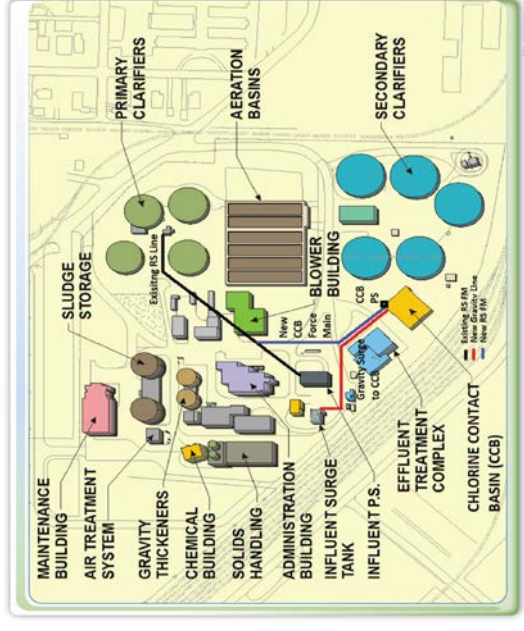 MAINTENANCE
BUILDING
AIR TREATMENT
SYSTEM
GRAVITY
THICKENERS
CHEMICAL
BUILDING
SOLIDS
HANDLING
ADMINISTRATION
BUILDING
INFLUENT SURGE
TANK
INFLUENT P.S.
SLUDGE
STORAGE
Exisitng RS Line
New
CCB
Force
Main
Gravity Surge
to CCB
CCB
PS
BLOWER
BUILDING
EFFLUENT
TREATMENT
COMPLEX
CHLORINE CONTACT
BASIN (CCB)
Existing RS FM
New Gravity Line
New RS FM
PRIMARY
CLARIFIERS
AERATION
BASINS
SECONDARY
CLARIFIERS